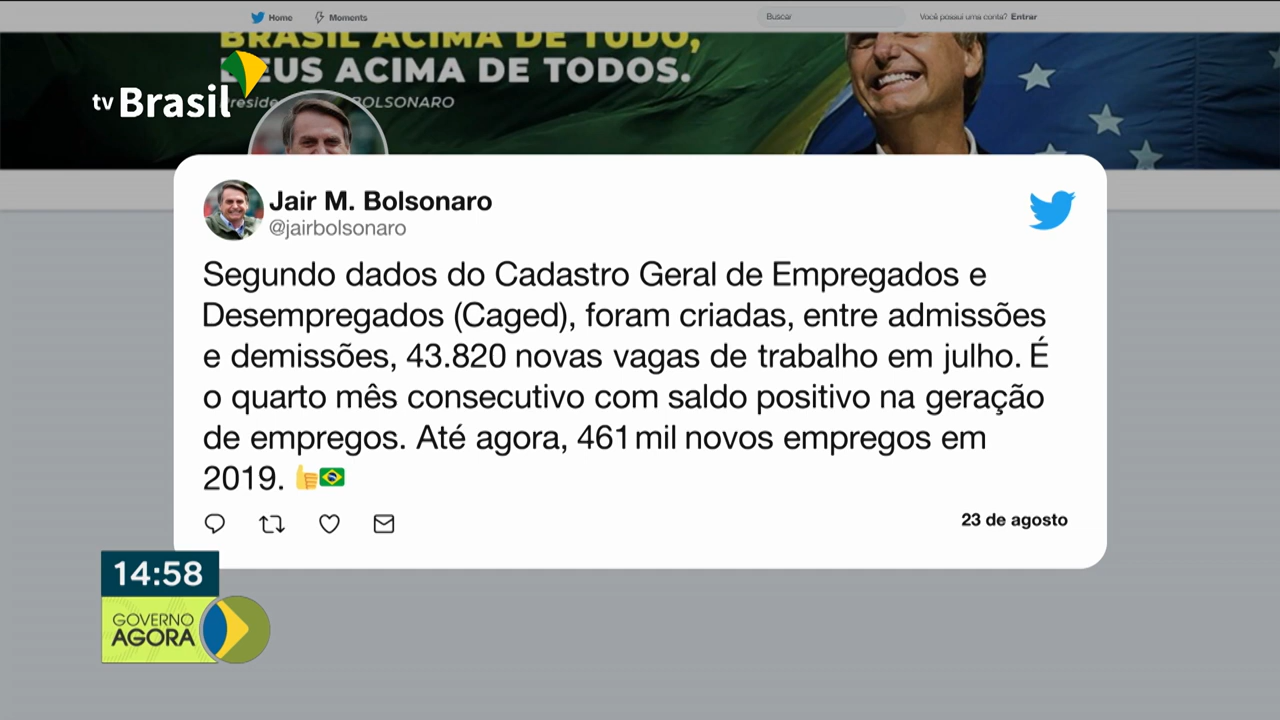 Home Moments Buscar Você possui uma conta? Entrar
BRASIL ACIMA DE TUDO,
DEUS ACIMA DE TODOS.
BOLSONARO
tv Brasil
Jair M. Bolsonaro
@jairbolsonaro
Segundo dados do Cadastro Geral de Empregados e
Desempregados (Caged), foram criadas, entre admissões
e demissões, 43.820 novas vagas de trabalho em julho. É
o quarto mês consecutivo com saldo positivo na geração
de empregos. Até agora, 461 mil novos empregos em
2019. 👍🇧🇷
23 de agosto
14:58
GOVERNO
AGORA